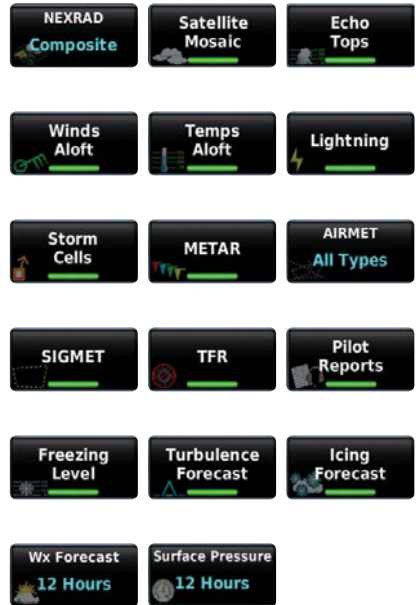 NEXRAD
Composite
Satellite
Mosaic
Echo
Tops
Winds
Aloft
Temps
Aloft
Lightning
Storm
Cells
METAR
AIRMET
All Types
SIGMET
TFR
Pilot
Reports
Freezing
Level
Turbulence
Forecast
Icing
Forecast
Wx Forecast
12 Hours
Surface Pressure
12 Hours